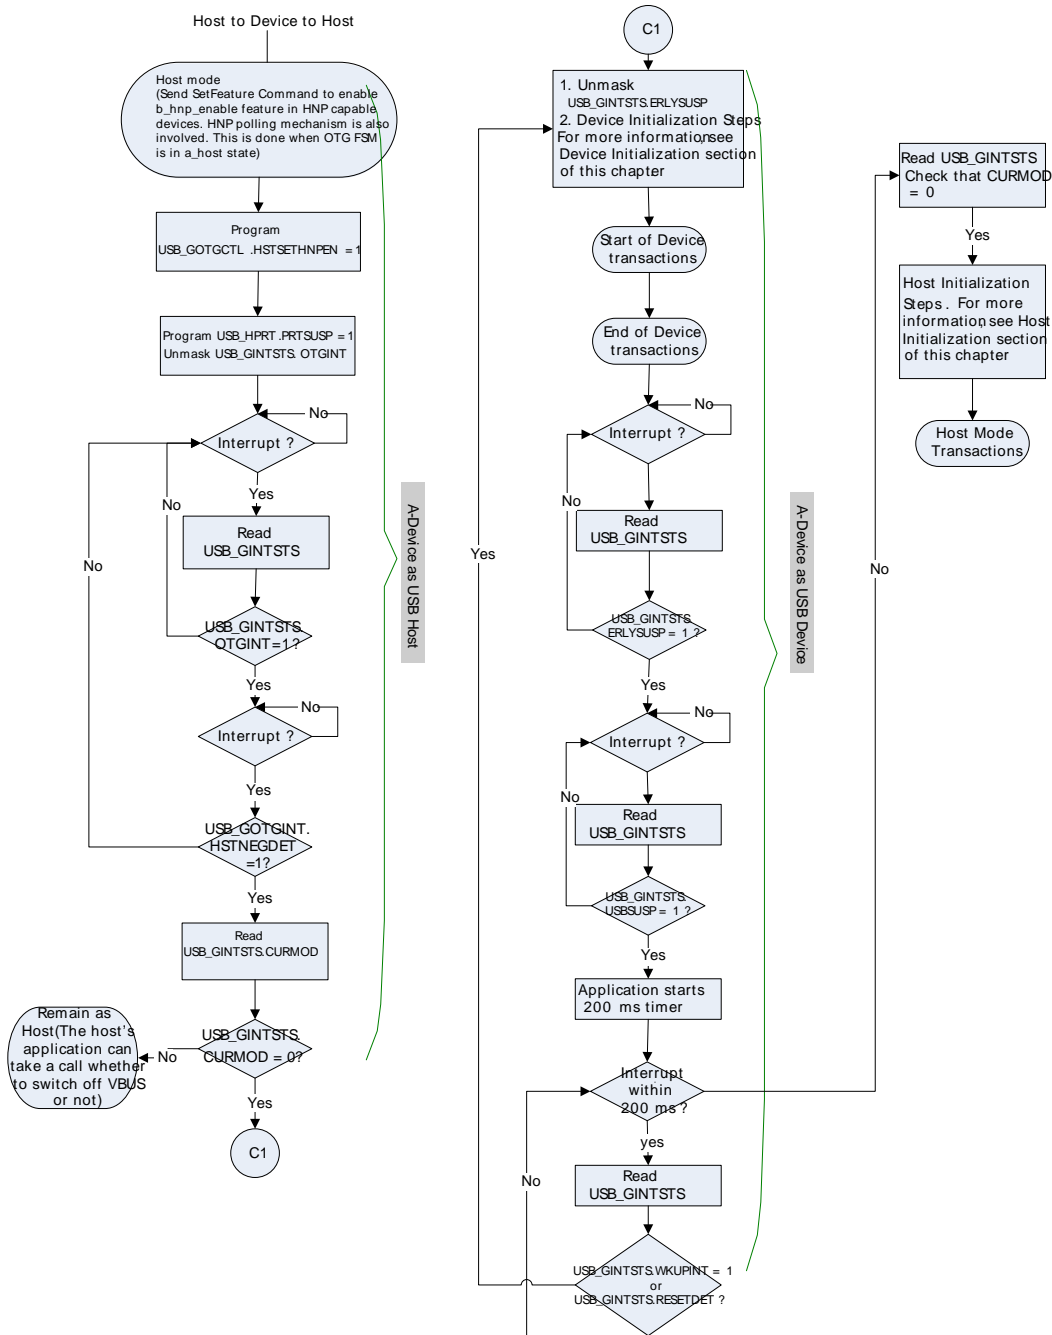 Host to Device to Host
Host mode
(Send SetFeature Command to enable
b_hnp_enable feature in HNP capable
devices. HNP polling mechanism is also
involved. This is done when OTG FSM
is in a_host state)
Program
USB_GOTGCTL .HSTSETHNPEN = 1
Program USB_HPRT .PRTSUSP = 1
Unmask USB_GINTSTS. OTGINT
No
Interrupt ?
Yes
No
Read
USB_GINTSTS
No
USB_GINTSTS.
OTGINT=1 ?
Yes
No
Interrupt ?
Yes
USB_GOTGINT.
HSTNEGDET
=1?
Yes
Read
USB_GINTSTS.CURMOD
USB_GINTSTS.
CURMOD = 0?
No
Remain as
Host(The host's
application can
take a call whether
to switch off VBUS
or not)
Yes
C1
A-Device as USB Host
C1
1. Unmask
USB_GINTSTS.ERLYSUSP
2. Device Initialization Steps
For more information, see
Device Initialization section
of this chapter
Start of Device
transactions
End of Device
transactions
No
Interrupt ?
No
Read
USB_GINTSTS
Yes
USB_GINTSTS.
ERLYSUSP = 1 ?
Yes
No
Interrupt ?
No
Read
USB_GINTSTS
USB_GINTSTS.
USBSUSP = 1 ?
Yes
Application starts
200 ms timer
Interrupt
within
200 ms ?
yes
No
Read
USB_GINTSTS
USB_GINTSTS.WKUPINT = 1
or
USB_GINTSTS.RESETDET ?
A-Device as USB Device
No
Read USB_GINTSTS
Check that CURMOD
= 0
Yes
Host Initialization
Steps. For more
information, see Host
Initialization section
of this chapter
Host Mode
Transactions